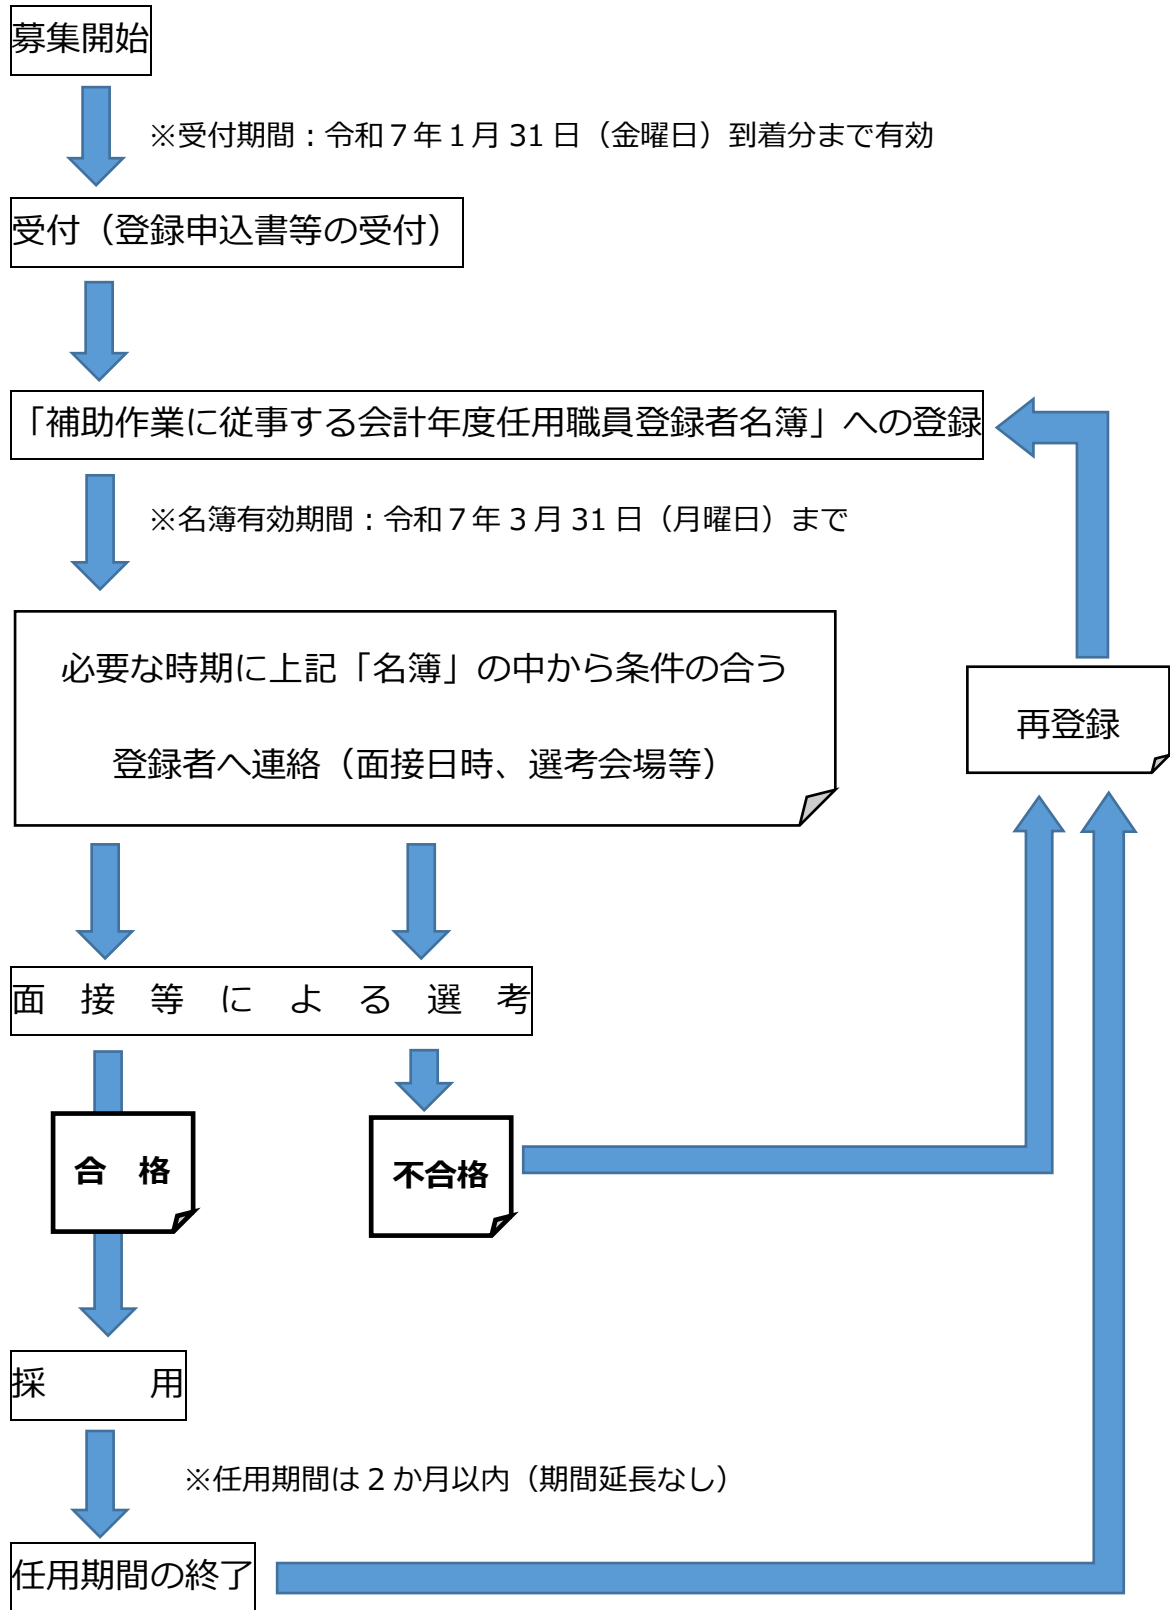 募集開始
※受付期間：令和７年１月 31 日（金曜日）到着分まで有効
受付（登録申込書等の受付）
「補助作業に従事する会計年度任用職員登録者名簿」への登録
※名簿有効期間：令和７年３月 31 日（月曜日）まで
必要な時期に上記「名簿」の中から条件の合う
登録者へ連絡（面接日時、選考会場等）
再登録
面　接　等　に　よ　る　選　考
合　格
不合格
採　　　用
※任用期間は２か月以内（期間延長なし）
任用期間の終了